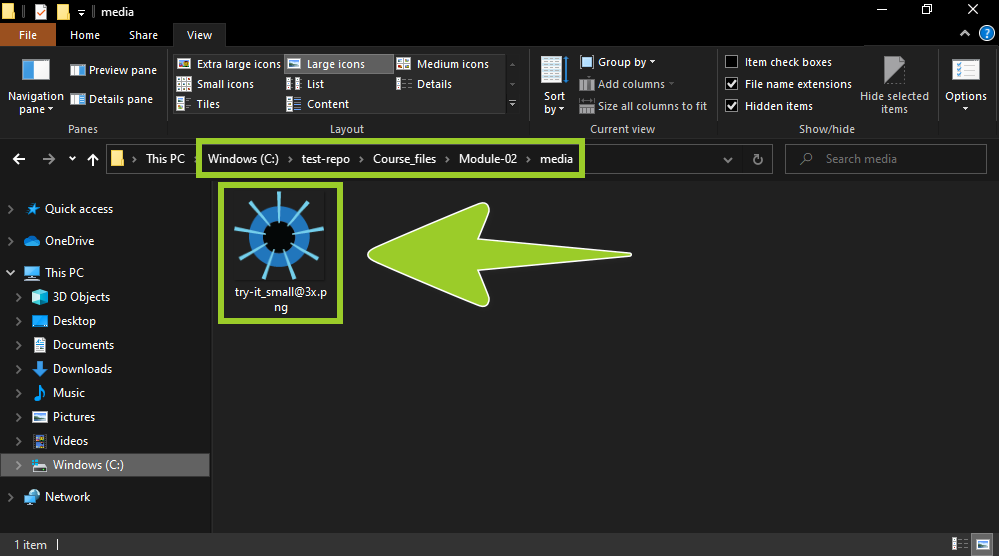 media
File Home Share View
Navigation pane
Preview pane
Details pane
Panes
Extra large icons Large icons Medium icons
Small icons List Details
Tiles Content
Layout
Sort by
Group by
Add columns
Size all columns to fit
Current view
Item check boxes
File name extensions
Hidden items
Hide selected items
Show/hide
Options
This PC Windows (C:) test-repo Course_files Module-02 media
Search media
Quick access
OneDrive
This PC
3D Objects
Desktop
Documents
Downloads
Music
Pictures
Videos
Windows (C:)
Network
try-it_small@3x.p
ng
1 item